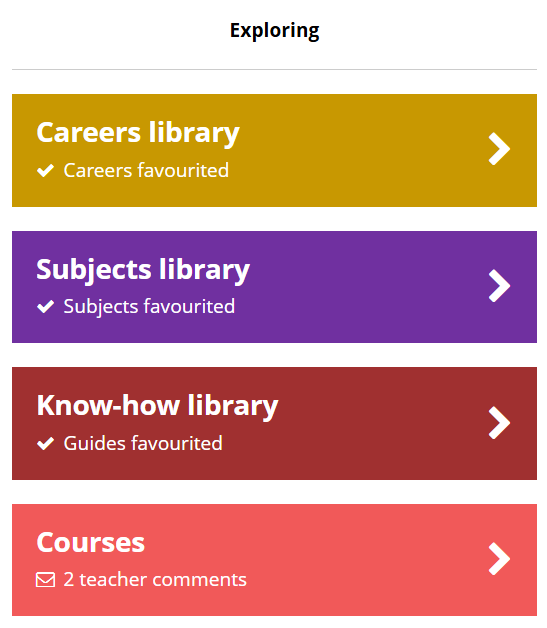 Exploring
Careers library
Careers favourited
Subjects library
Subjects favourited
Know-how library
Guides favourited
Courses
2 teacher comments